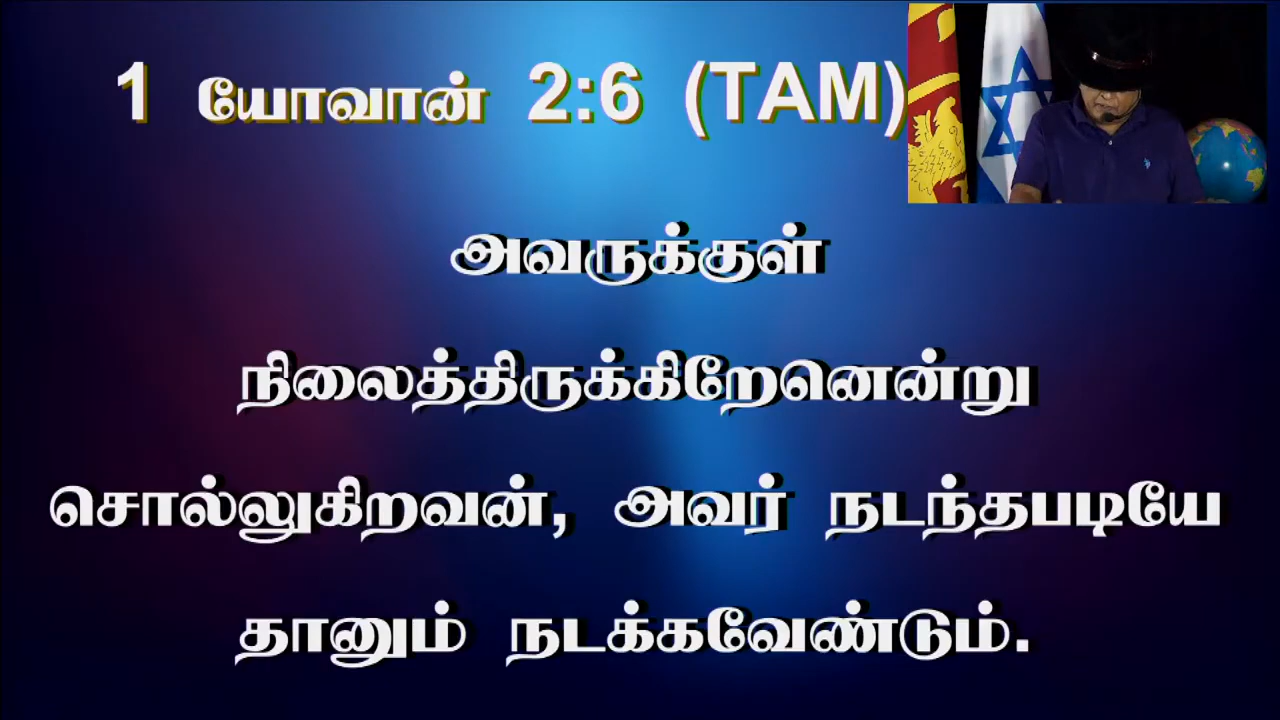 1 யோவான் 2:6 (TAM)
அவருக்குள்
நிலைத்திருக்கிறேனென்று
சொல்லுகிறவன், அவர் நடந்தபடியே
தானும் நடக்கவேண்டும்.